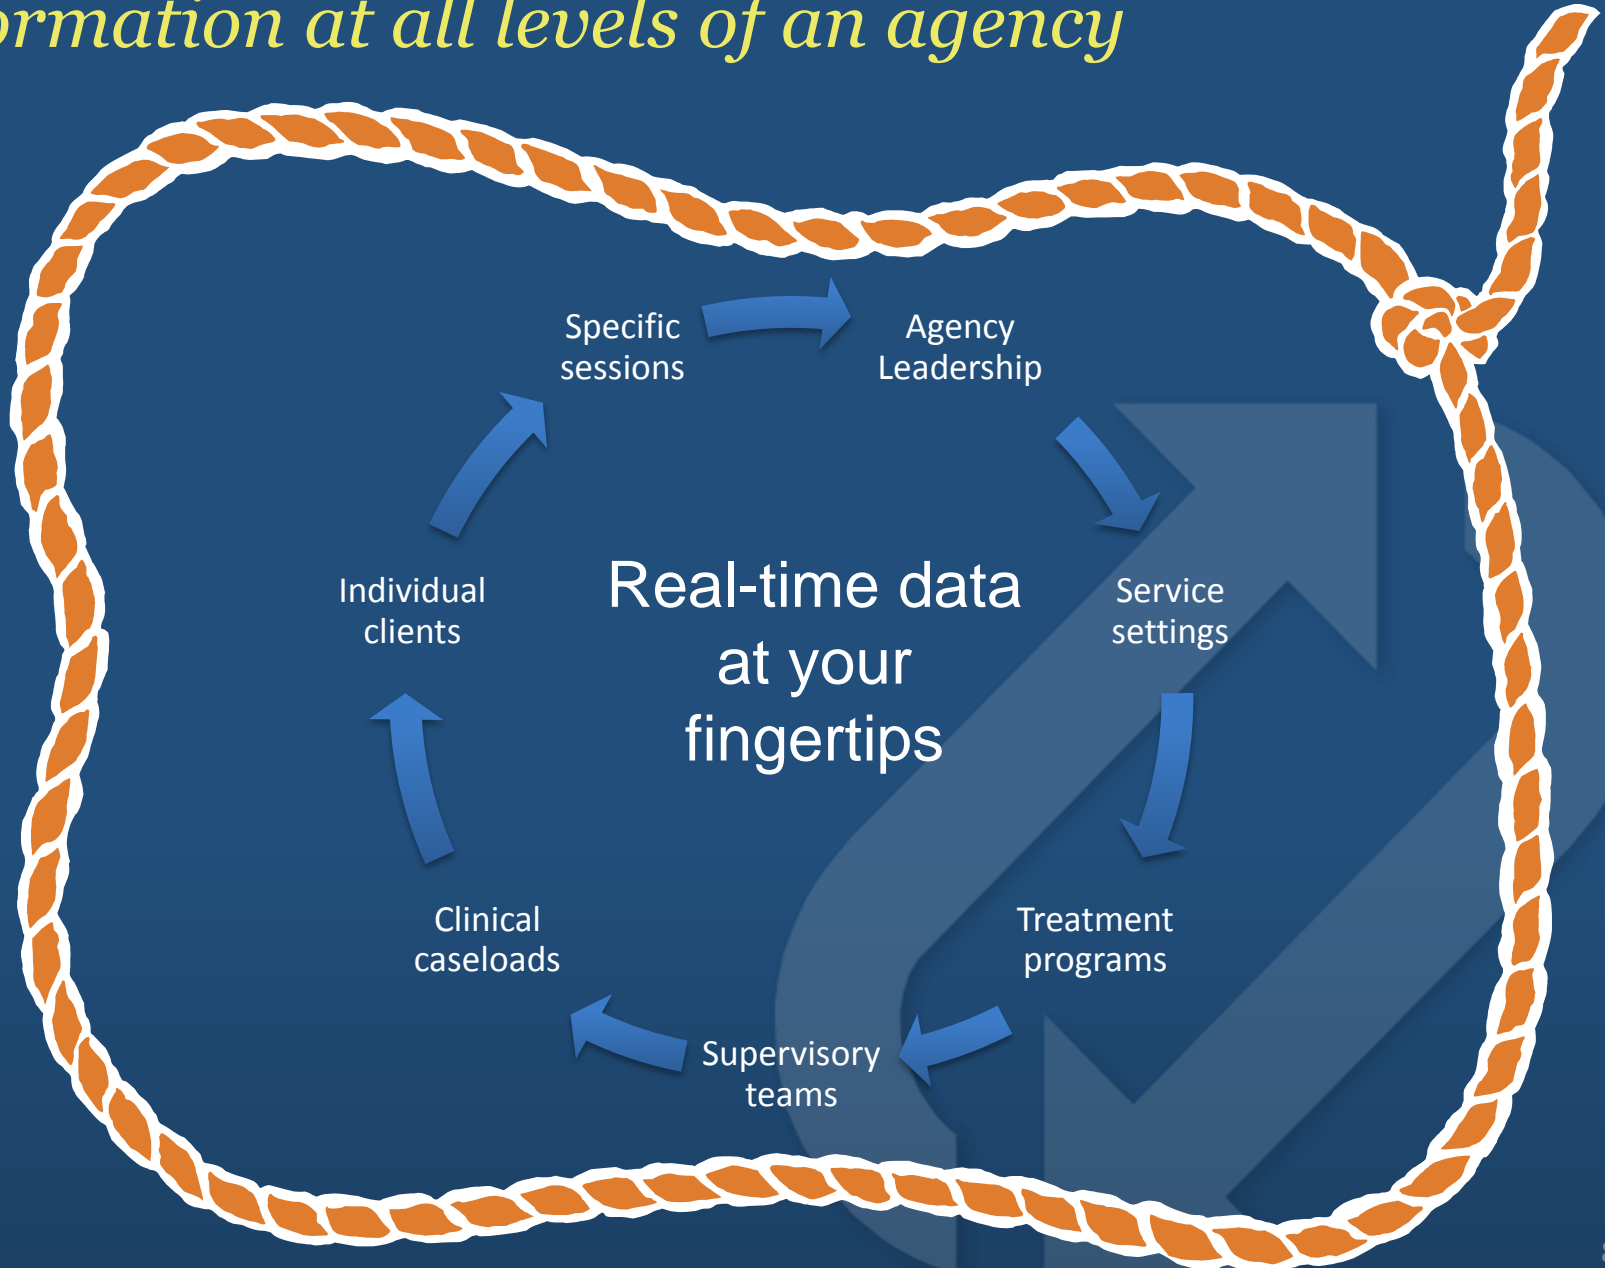 ormation at all levels of an agency
Specific
sessions
Agency
Leadership
Individual
clients
Real-time data
at your
fingertips
Service
settings
Clinical
caseloads
Treatment
programs
Supervisory
teams